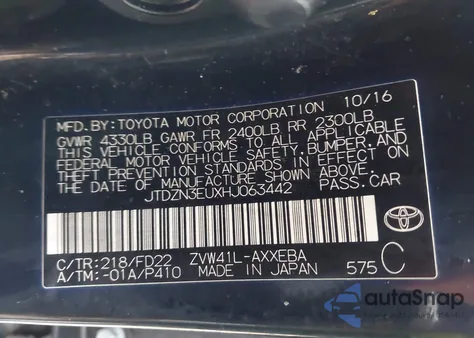 MFD.BY:TOYOTA MOTOR CORPORATION 10/16
GVWR 4330LB GAWR FR 2400LB RR 2300LB
THIS VEHICLE CONFORMS TO ALL APPLICABLE
FEDERAL MOTOR VEHICLE SAFETY,BUMPER,AND
THEFT PREVENTION STANDARDS IN EFFECT ON
THE DATE OF MANUFACTURE SHOWN ABOVE.
JTDZN3EUXHJ063442 PASS.CAR
C/TR:218/FD22 ZVW41L-AXXEBA
A/TM:-01A/P410 MADE IN JAPAN 575 C
TOYOTA
autoSnap